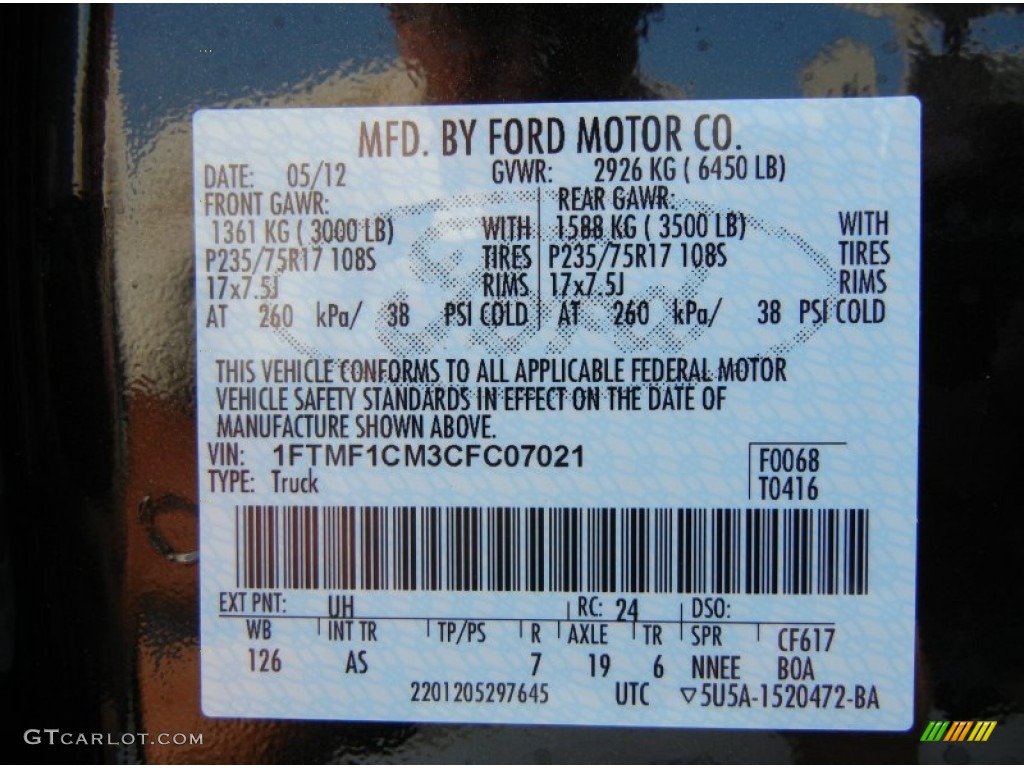 MFD. BY FORD MOTOR CO.
DATE: 05/12 GVWR: 2926 KG ( 6450 LB)
FRONT GAWR: REAR GAWR:
1361 KG ( 3000 LB) WITH 1588 KG ( 3500 LB) WITH
P235/75R17 108S TIRES P235/75R17 108S TIRES
17x7.5J RIMS 17x7.5J RIMS
AT 260 kPa/ 38 PSI COLD AT 260 kPa/ 38 PSI COLD
THIS VEHICLE CONFORMS TO ALL APPLICABLE FEDERAL MOTOR
VEHICLE SAFETY STANDARDS IN EFFECT ON THE DATE OF
MANUFACTURE SHOWN ABOVE.
VIN: 1FTMF1CM3CFC07021 F0068
TYPE: Truck T0416
EXT PNT: UH RC: 24 DSO:
WB INT TR TP/PS R AXLE TR SPR CF617
126 AS 7 19 6 NNEE BOA
2201205297645 UTC ▽5U5A-1520472-BA
GTCARLOT.COM